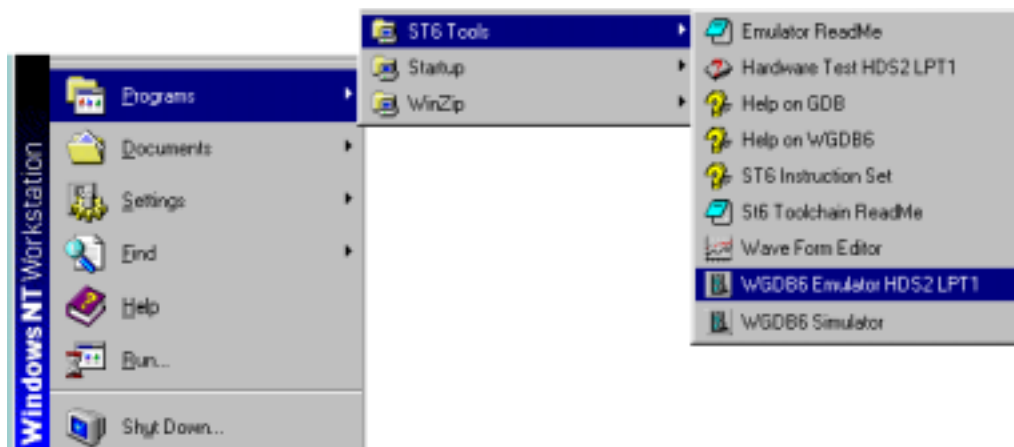 Windows NT Workstation
Programs
Documents
Settings
Find
Help
Run...
Shut Down...
ST6 Tools
Startup
WinZip
Emulator ReadMe
Hardware Test HDS2 LPT1
Help on GDB
Help on WGDB6
ST6 Instruction Set
St6 Toolchain ReadMe
Wave Form Editor
WGDB6 Emulator HDS2 LPT1
WGDB6 Simulator